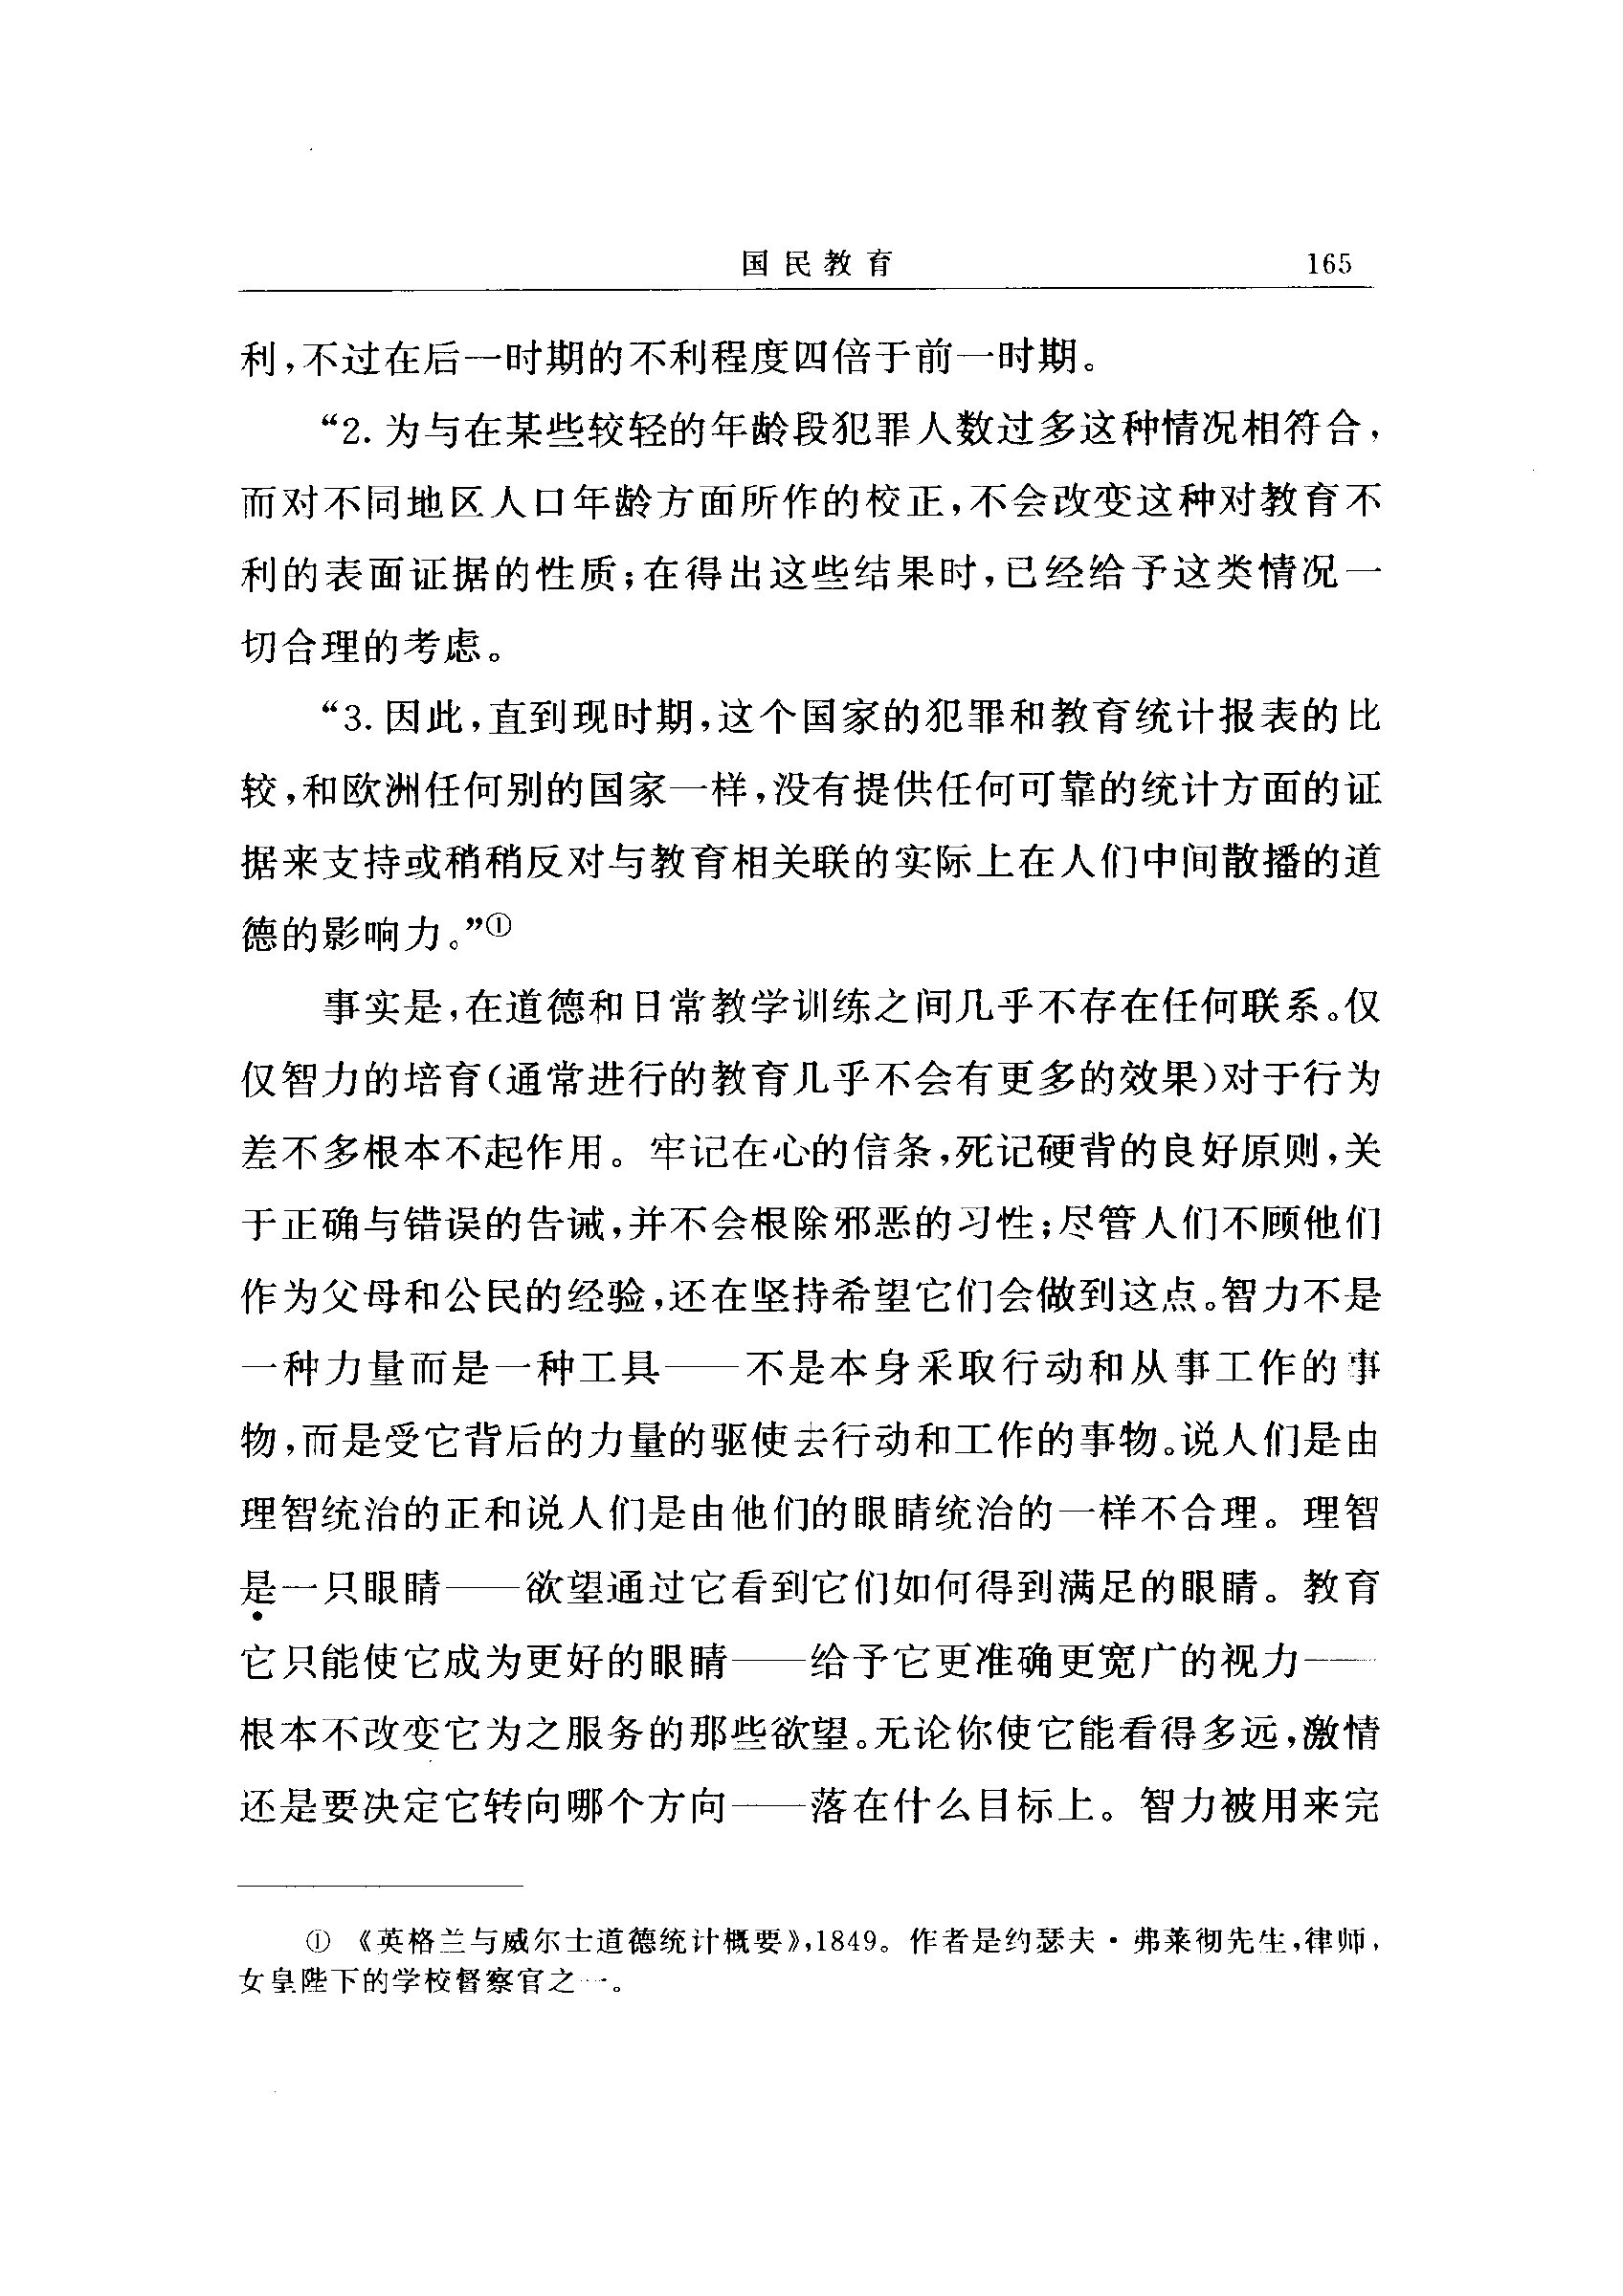 国民教育 165
利,不过在后一时期的不利程度四倍于前一时期。
“2. 为与在某些较轻的年龄段犯罪人数过多这种情况相符合,
而对不同地区人口年龄方面所作的校正,不会改变这种对教育不
利的表面证据的性质;在得出这些结果时,已经给予这类情况一
切合理的考虑。
“3. 因此,直到现时期,这个国家的犯罪和教育统计报表的比
较,和欧洲任何别的国家一样,没有提供任何可靠的统计方面的证
据来支持或稍稍反对与教育相关联的实际上在人们中间散播的道
德的影响力。”①
事实是,在道德和日常教学训练之间几乎不存在任何联系。仅
仅智力的培育(通常进行的教育几乎不会有更多的效果)对于行为
差不多根本不起作用。牢记在心的信条,死记硬背的良好原则,关
于正确与错误的告诫,并不会根除邪恶的习性;尽管人们不顾他们
作为父母和公民的经验,还在坚持希望它们会做到这点。智力不是
一种力量而是一种工具——不是本身采取行动和从事工作的事
物,而是受它背后的力量的驱使去行动和工作的事物。说人们是由
理智统治的正和说人们是由他们的眼睛统治的一样不合理。理智
是一只眼睛——欲望通过它看到它们如何得到满足的眼睛。教育
它只能使它成为更好的眼睛——给予它更准确更宽广的视力——
根本不改变它为之服务的那些欲望。无论你使它能看得多远,激情
还是要决定它转向哪个方向——落在什么目标上。智力被用来完
① 《英格兰与威尔士道德统计概要》,1849。作者是约瑟夫·弗莱彻先生,律师,
女皇陛下的学校督察官之一。